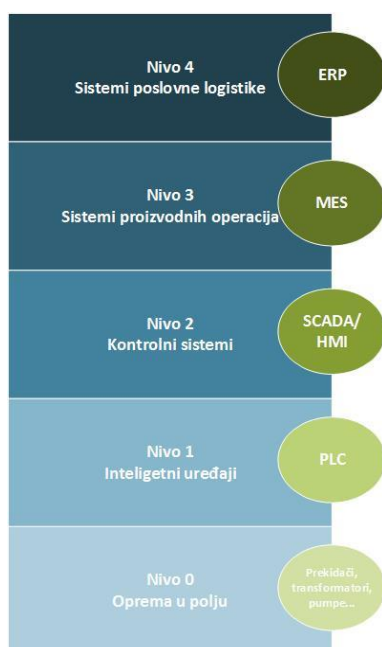 Nivo 4
Sistemi poslovne logistike
ERP
Nivo 3
Sistemi proizvodnih operacija
MES
Nivo 2
Kontrolni sistemi
SCADA/
HMI
Nivo 1
Inteligetni uređaji
PLC
Nivo 0
Oprema u polju
Prekidači,
transformatori,
pumpe...